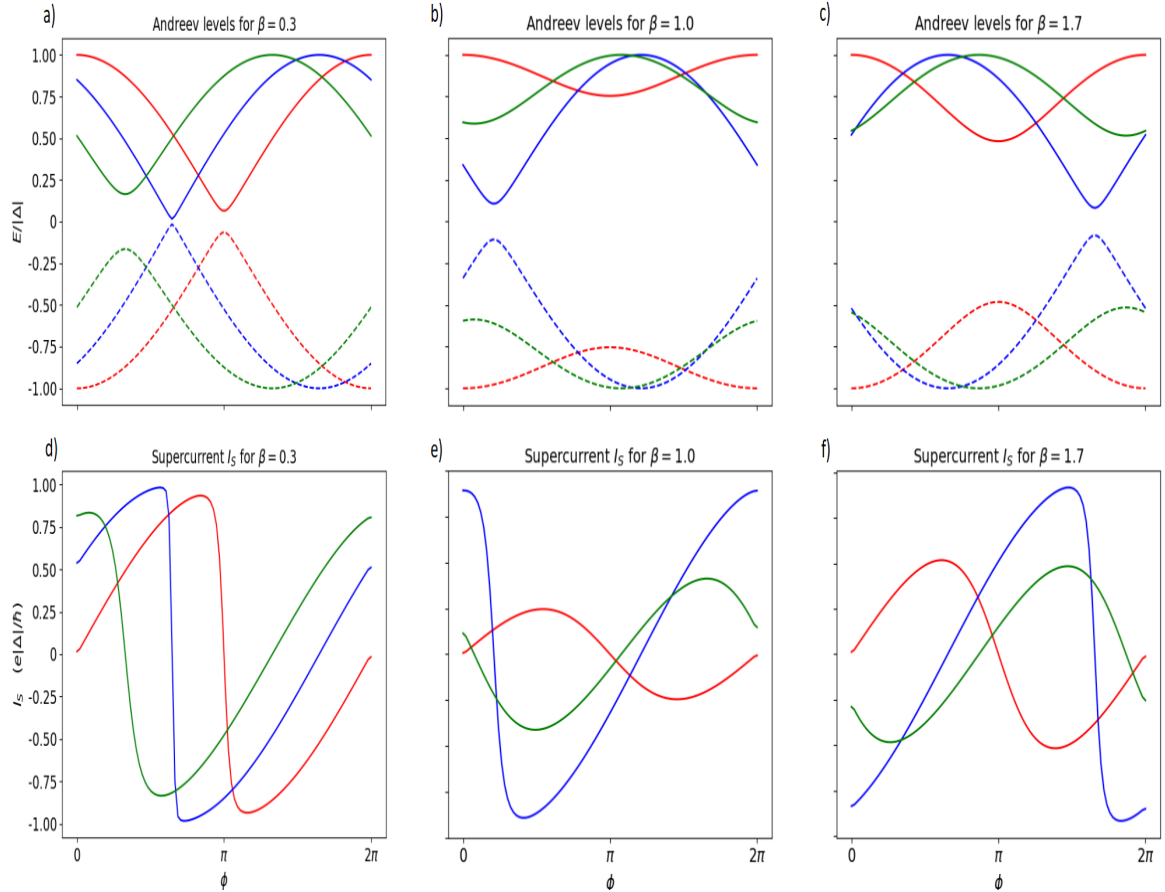 a)
Andreev levels for β = 0.3
b)
Andreev levels for β = 1.0
c)
Andreev levels for β = 1.7
E/|Δ|
1.00
0.75
0.50
0.25
0
-0.25
-0.50
-0.75
-1.00
0
π
2π
d)
Supercurrent I_S for β = 0.3
e)
Supercurrent I_S for β = 1.0
f)
Supercurrent I_S for β = 1.7
I_S (e|Δ|/ħ)
1.00
0.75
0.50
0.25
0
-0.25
-0.50
-0.75
-1.00
0
π
2π
ϕ
0
π
2π
ϕ
0
π
2π
ϕ